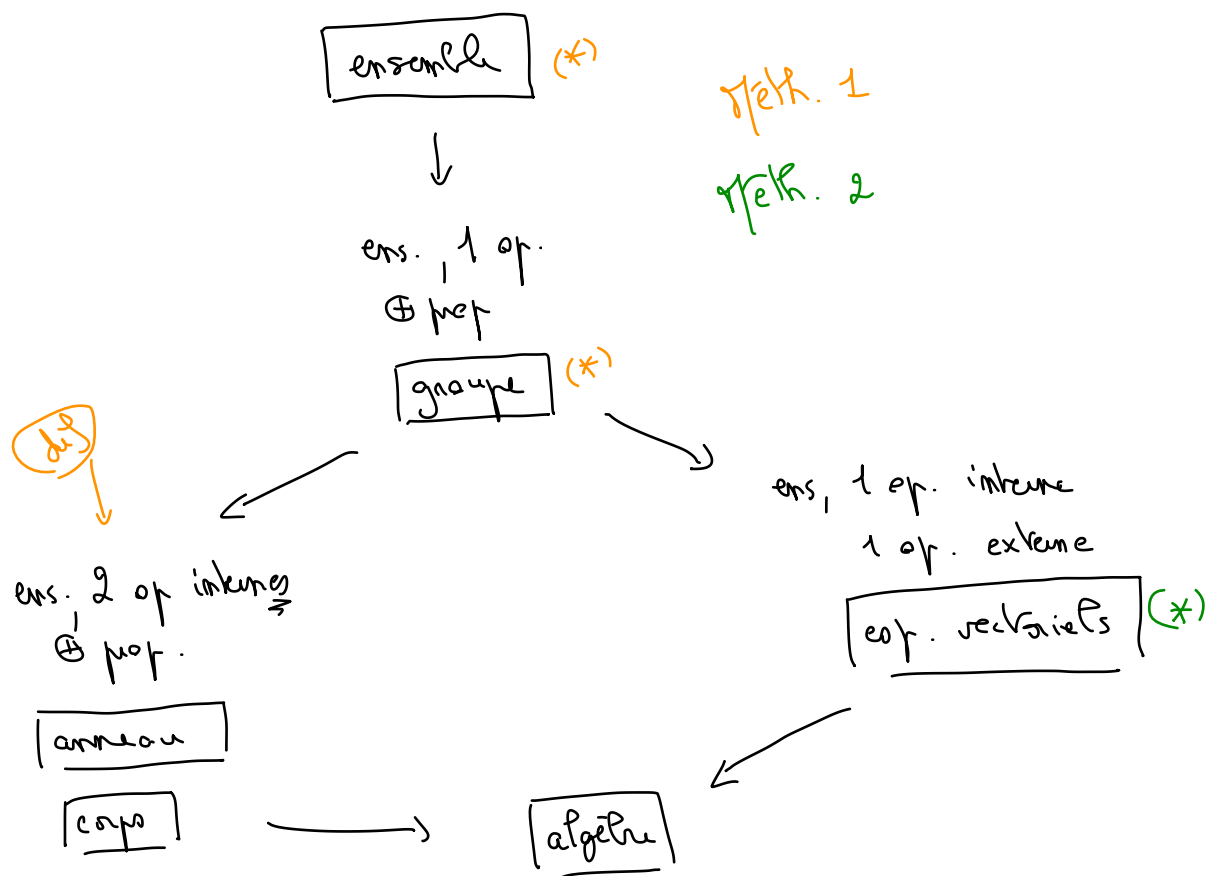 ensemble (*)
Méth. 1
Méth. 2
ens., 1 op.
⊕ prop
groupe (*)
déf
ens, 1 op. interne
1 op. externe
esp. vectoriels (*)
ens, 2 op internes
⊕ prop.
anneau
corps
algèbre